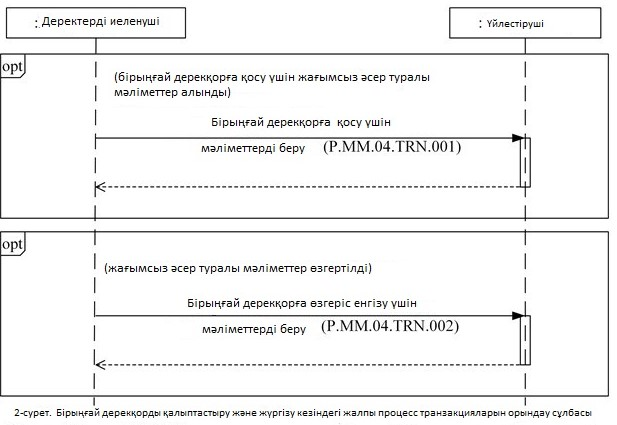 : Деректерді иеленуші
: Үйлестіруші
opt
(бірыңғай дерекқорға қосу үшін жағымсыз әсер туралы
мәліметтер алынды)
Бірыңғай дерекқорға қосу үшін
мәліметтерді беру (P.MM.04.TRN.001)
opt
(жағымсыз әсер туралы мәліметтер өзгертілді)
Бірыңғай дерекқорға өзгеріс енгізу үшін
мәліметтерді беру (P.MM.04.TRN.002)
2-сурет. Бірыңғай дерекқорды қалыптастыру және жүргізу кезіндегі жалпы процесс транзакцияларын орындау сұлбасы